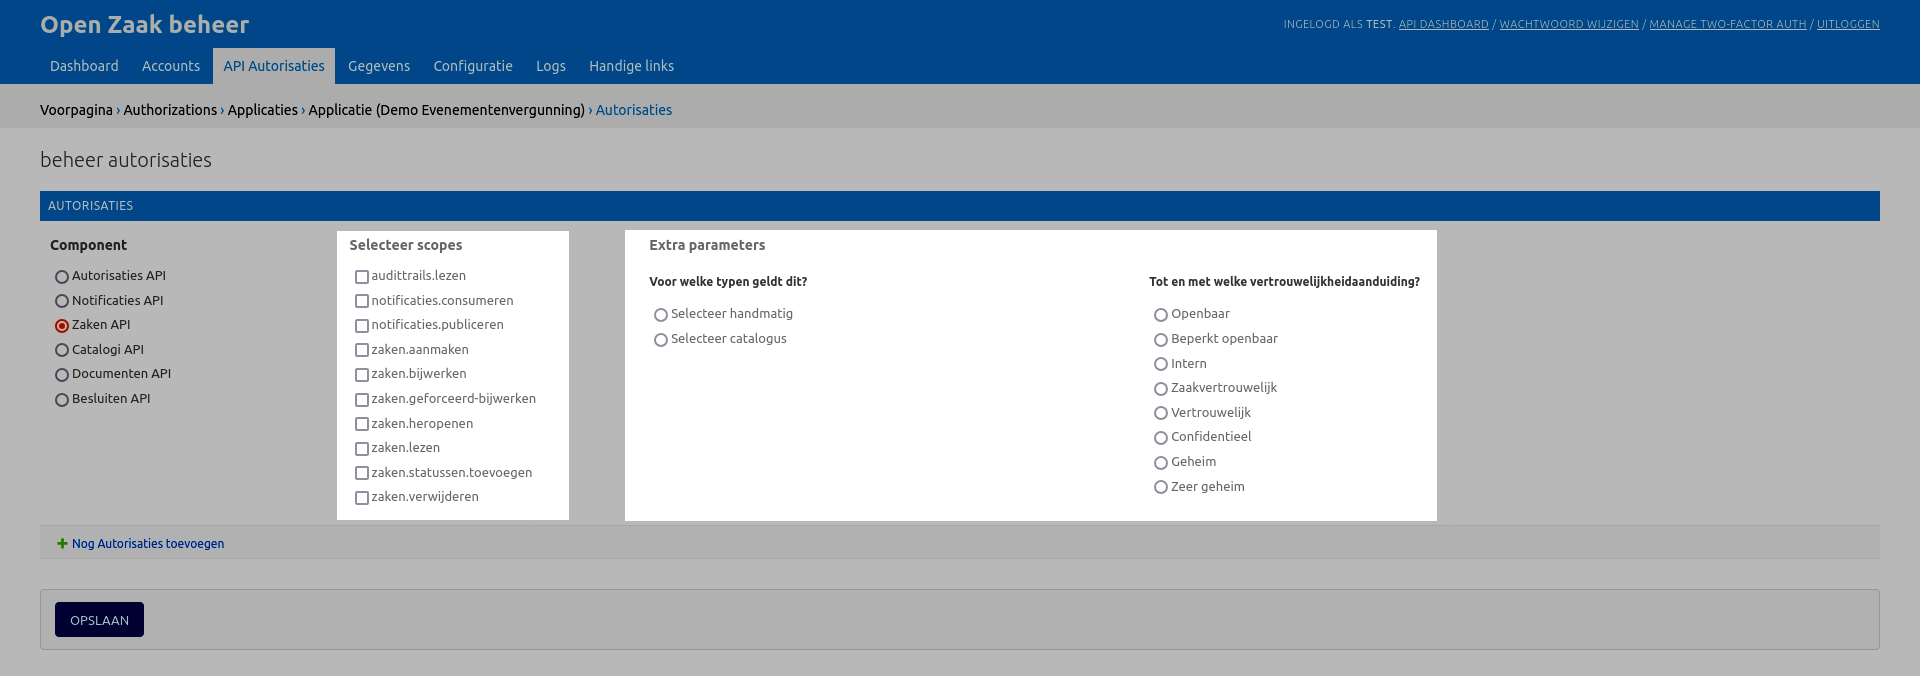 Open Zaak beheer
INGELOGD ALS TEST. API DASHBOARD / WACHTWOORD WIJZIGEN / MANAGE TWO-FACTOR AUTH / UITLOGGEN
Dashboard Accounts API Autorisaties Gegevens Configuratie Logs Handige links
Voorpagina › Authorizations › Applicaties › Applicatie (Demo Evenementenvergunning) › Autorisaties
beheer autorisaties
AUTORISATIES
Component
Autorisaties API
Notificaties API
Zaken API
Catalogi API
Documenten API
Besluiten API
Selecteer scopes
audittrails.lezen
notificaties.consumeren
notificaties.publiceren
zaken.aanmaken
zaken.bijwerken
zaken.geforceerd-bijwerken
zaken.heropenen
zaken.lezen
zaken.statussen.toevoegen
zaken.verwijderen
Extra parameters
Voor welke typen geldt dit?
Selecteer handmatig
Selecteer catalogus
Tot en met welke vertrouwelijkheidaanduiding?
Openbaar
Beperkt openbaar
Intern
Zaakvertrouwelijk
Vertrouwelijk
Confidentieel
Geheim
Zeer geheim
Nog Autorisaties toevoegen
OPSLAAN